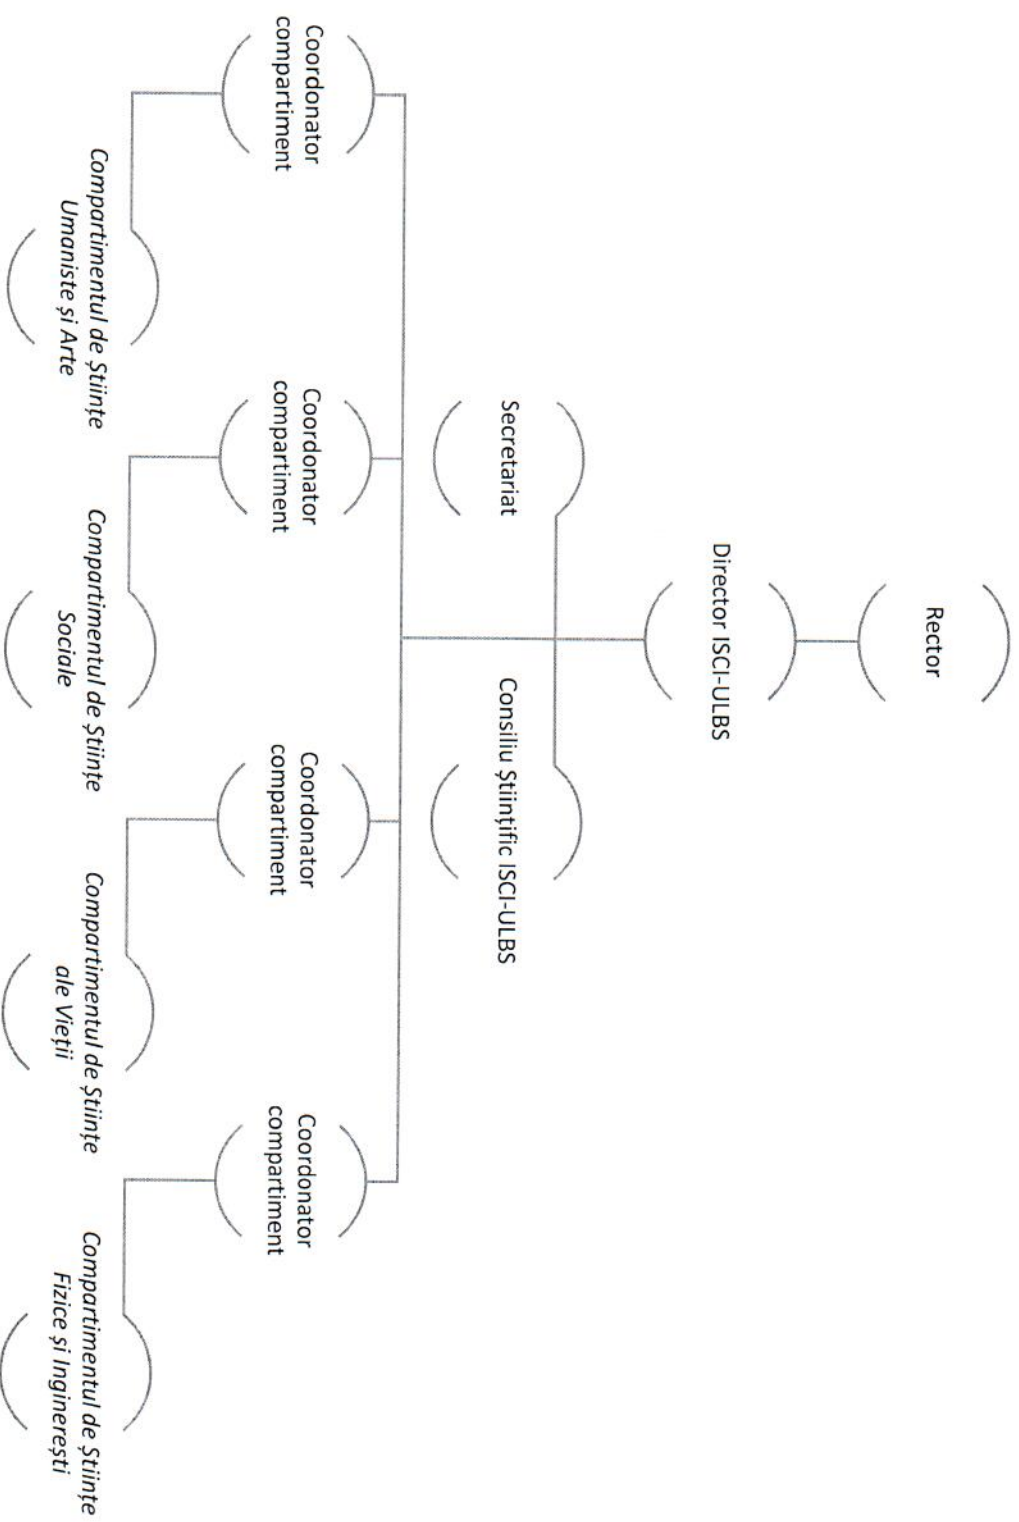 Rector
Director ISCI-ULBS
Secretariat
Consiliu Științific ISCI-ULBS
Coordonator
compartiment
Coordonator
compartiment
Coordonator
compartiment
Coordonator
compartiment
Compartimentul de Științe
Umaniste și Arte
Compartimentul de Științe
Sociale
Compartimentul de Științe
ale Vieții
Compartimentul de Științe
Fizice și Inginerești